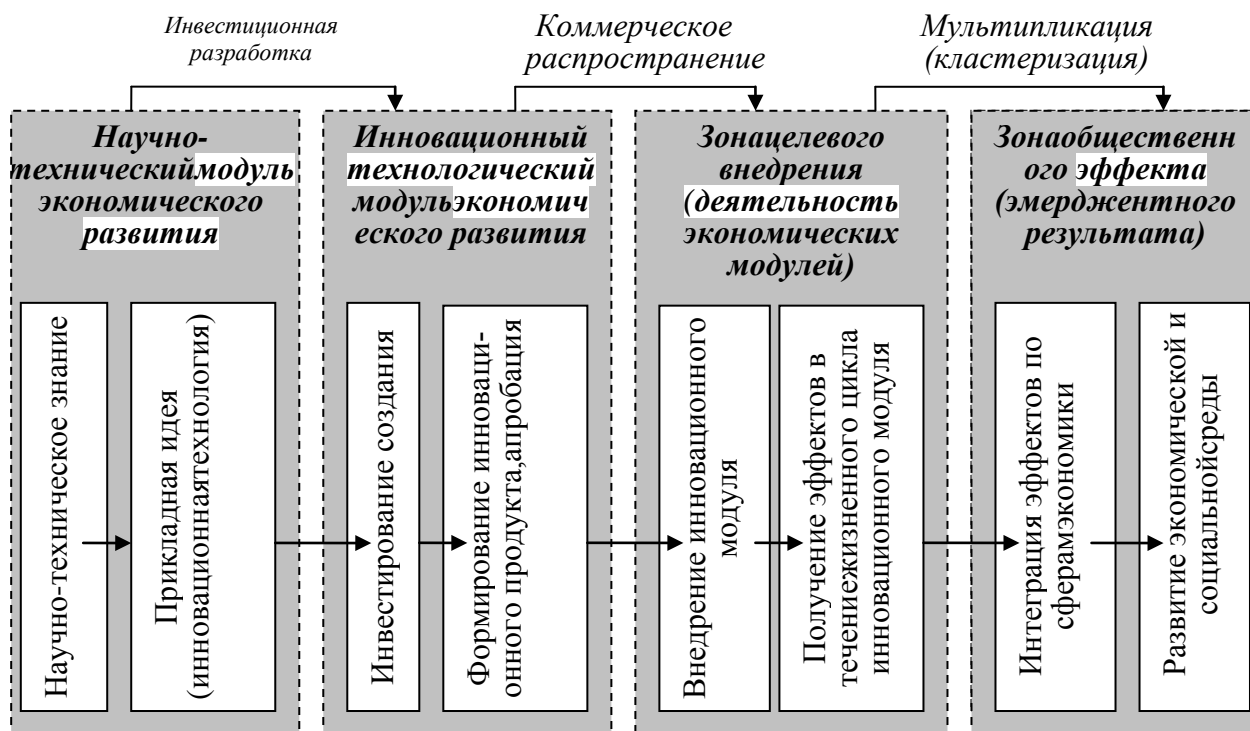 Инвестиционная
разработка
Коммерческое
распространение
Мультипликация
(кластеризация)
Научно-
техническиймодуль
экономического
развития
Научно-техническое знание
Прикладная идея
(инновационнаятехнология)
Инновационный
технологический
модульэкономич
еского развития
Инвестирование создания
Формирование инноваци-
онного продукта,апробация
Зонацелевого
внедрения
(деятельность
экономических
модулей)
Внедрение инновационного
модуля
Получение эффектов в
течениежизненного цикла
инновационного модуля
Зонаобщественн
ого эффекта
(эмерджентного
результата)
Интеграция эффектов по
сферамэкономики
Развитие экономической и
социальнойсреды